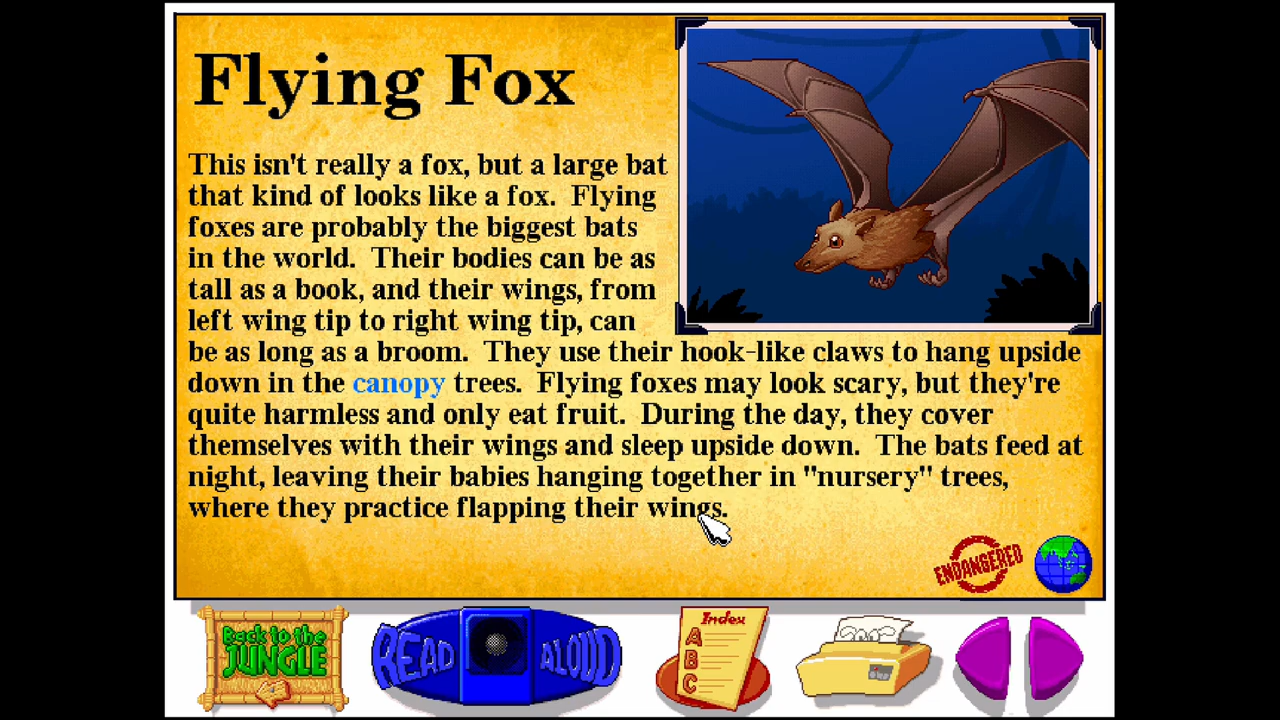 Flying Fox
This isn't really a fox, but a large bat
that kind of looks like a fox.  Flying
foxes are probably the biggest bats
in the world.  Their bodies can be as
tall as a book, and their wings, from
left wing tip to right wing tip, can
be as long as a broom.  They use their hook-like claws to hang upside
down in the canopy trees.  Flying foxes may look scary, but they're
quite harmless and only eat fruit.  During the day, they cover
themselves with their wings and sleep upside down.  The bats feed at
night, leaving their babies hanging together in "nursery" trees,
where they practice flapping their wings.
ENDANGERED
Back to the
JUNGLE
READ ALOUD
Index
A
B
C